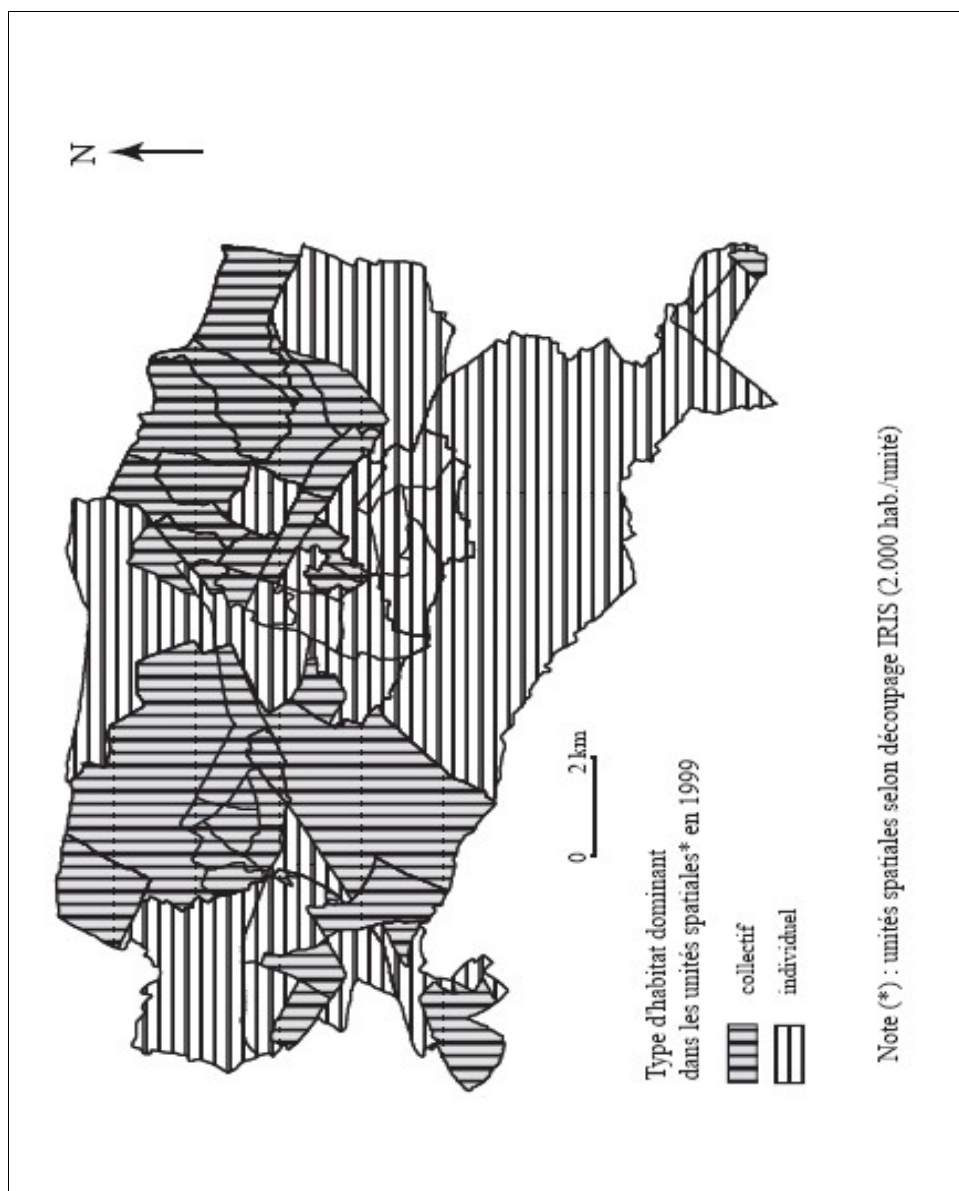 N
0 2 km
Type d'habitat dominant
dans les unités spatiales* en 1999
collectif
individuel
Note (*) : unités spatiales selon découpage IRIS (2.000 hab./unité)